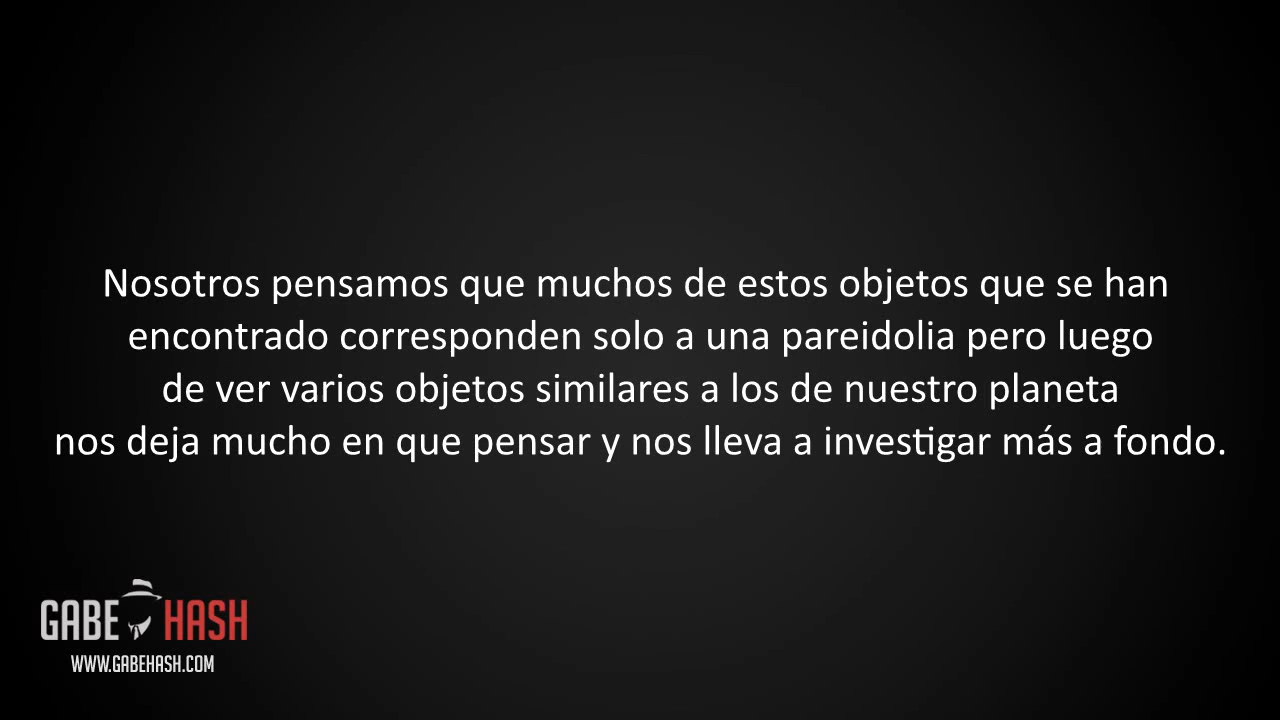 Nosotros pensamos que muchos de estos objetos que se han
encontrado corresponden solo a una pareidolia pero luego
de ver varios objetos similares a los de nuestro planeta
nos deja mucho en que pensar y nos lleva a investigar más a fondo.
GABE HASH
WWW.GABEHASH.COM